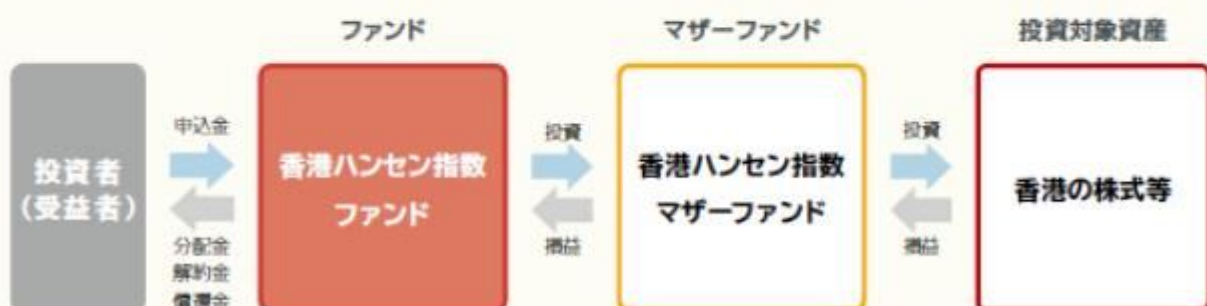 ファンド
マザーファンド
投資対象資産
投資者
(受益者)
申込金
分配金
解約金
償還金
香港ハンセン指数
ファンド
投資
損益
香港ハンセン指数
マザーファンド
投資
損益
香港の株式等